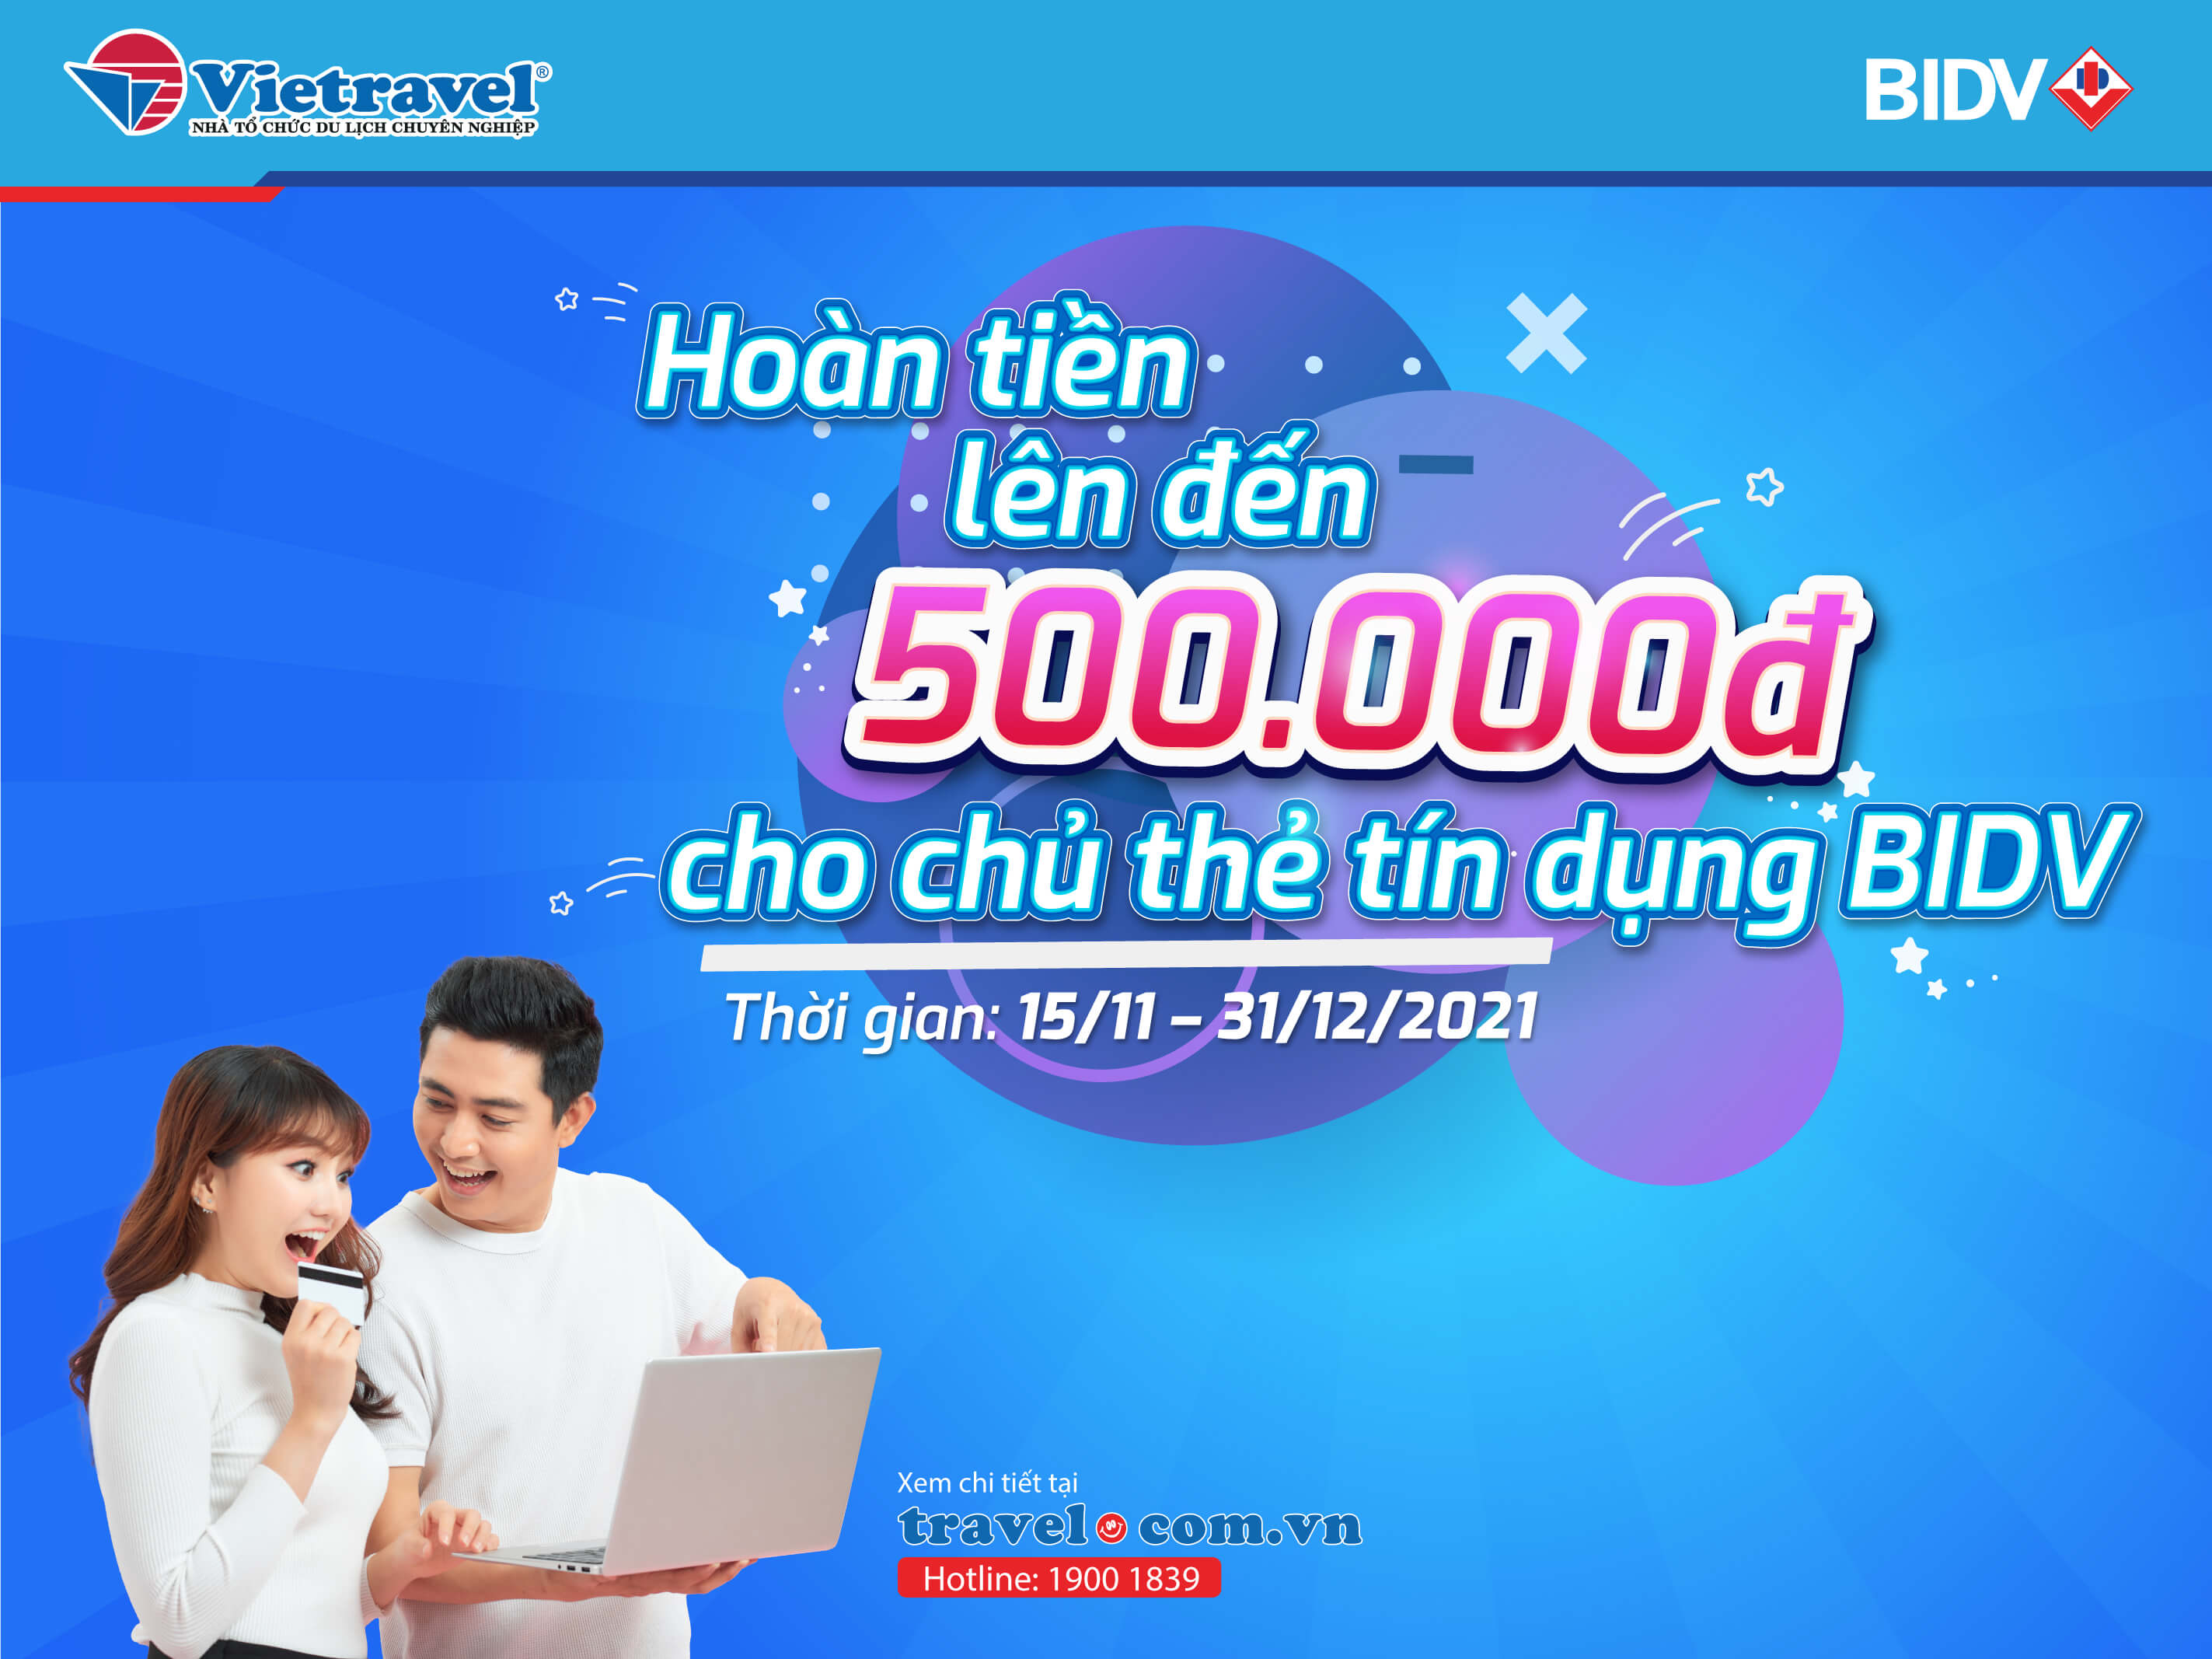 Vietravel®
NHÀ TỔ CHỨC DU LỊCH CHUYÊN NGHIỆP
BIDV
Hoàn tiền
lên đến
500.000đ
cho chủ thẻ tín dụng BIDV
Thời gian: 15/11 – 31/12/2021
Xem chi tiết tại
travel.com.vn
Hotline: 1900 1839